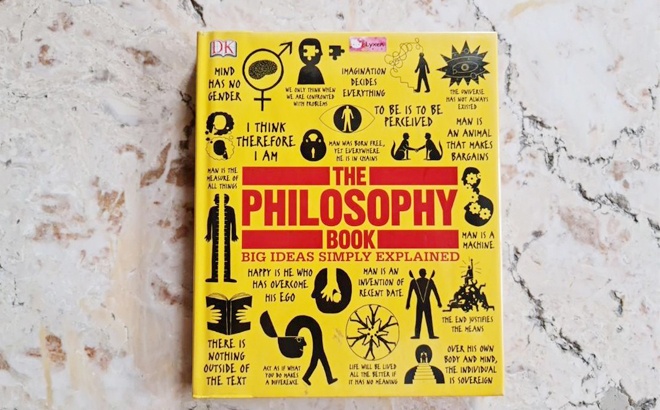 DK
MIND
HAS NO
GENDER
WE ONLY THINK WHEN
WE ARE CONFRONTED
WITH PROBLEMS
IMAGINATION
DECIDES
EVERYTHING
THE UNIVERSE
HAS NOT ALWAYS
EXISTED
I THINK
THEREFORE
I AM
TO BE IS TO BE
PERCEIVED
MAN WAS BORN FREE,
YET EVERYWHERE
HE IS IN CHAINS
MAN IS
AN ANIMAL
THAT MAKES
BARGAINS
MAN IS THE
MEASURE OF
ALL THINGS
THE
PHILOSOPHY
BOOK
BIG IDEAS SIMPLY EXPLAINED
MAN IS A
MACHINE
HAPPY IS HE WHO
HAS OVERCOME
HIS EGO
MAN IS AN
INVENTION OF
RECENT DATE
THE END JUSTIFIES
THE MEANS
THERE IS
NOTHING
OUTSIDE OF
THE TEXT
ACT AS IF WHAT
YOU DO MAKES
A DIFFERENCE
LIFE WILL BE LIVED
ALL THE BETTER IF
IT HAS NO MEANING
OVER HIS OWN
BODY AND MIND,
THE INDIVIDUAL
IS SOVEREIGN